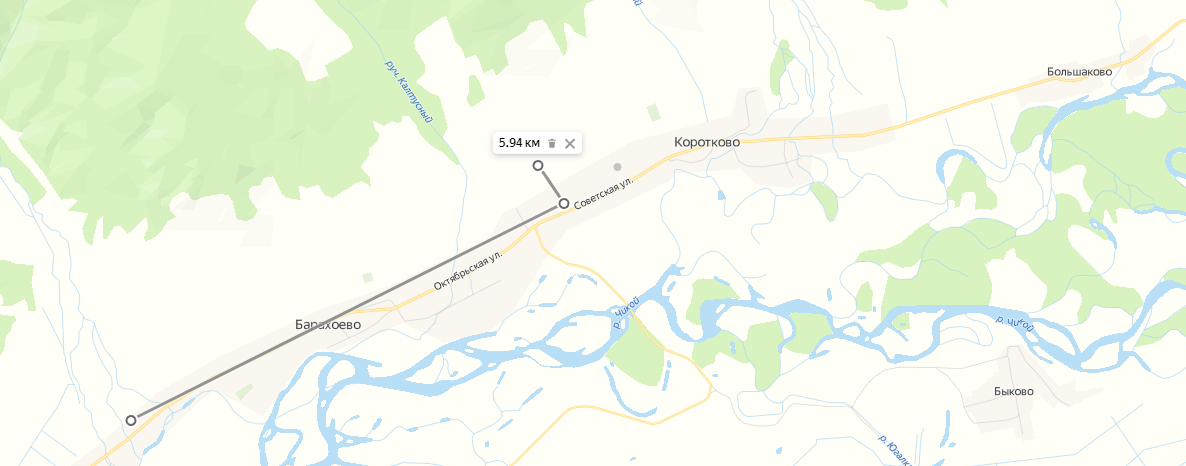 руч. Калтусный
Большаково
5.94 км
Коротково
Советская ул.
Октябрьская ул.
Барахоево
р. Чикой
р. Чикой
Быково